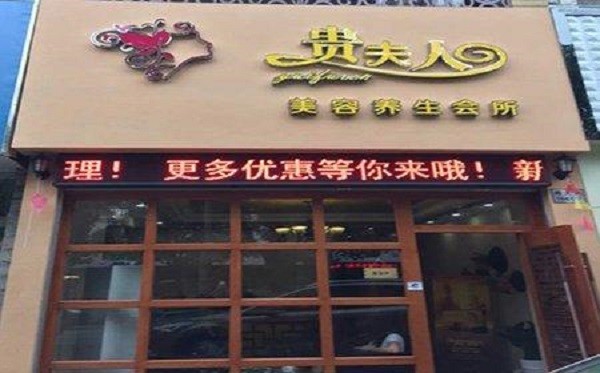 贵夫人
guifuren
美容养生会所
理！ 更多优惠等你来哦！新